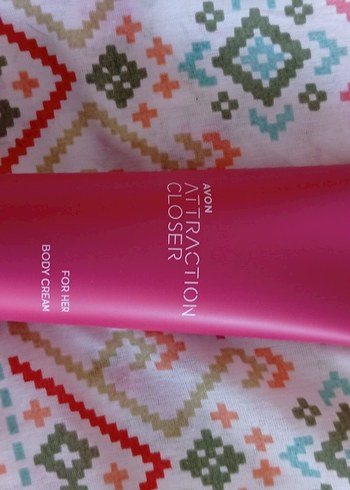 AVON
ATTRACTION
CLOSER
FOR HER
BODY CREAM